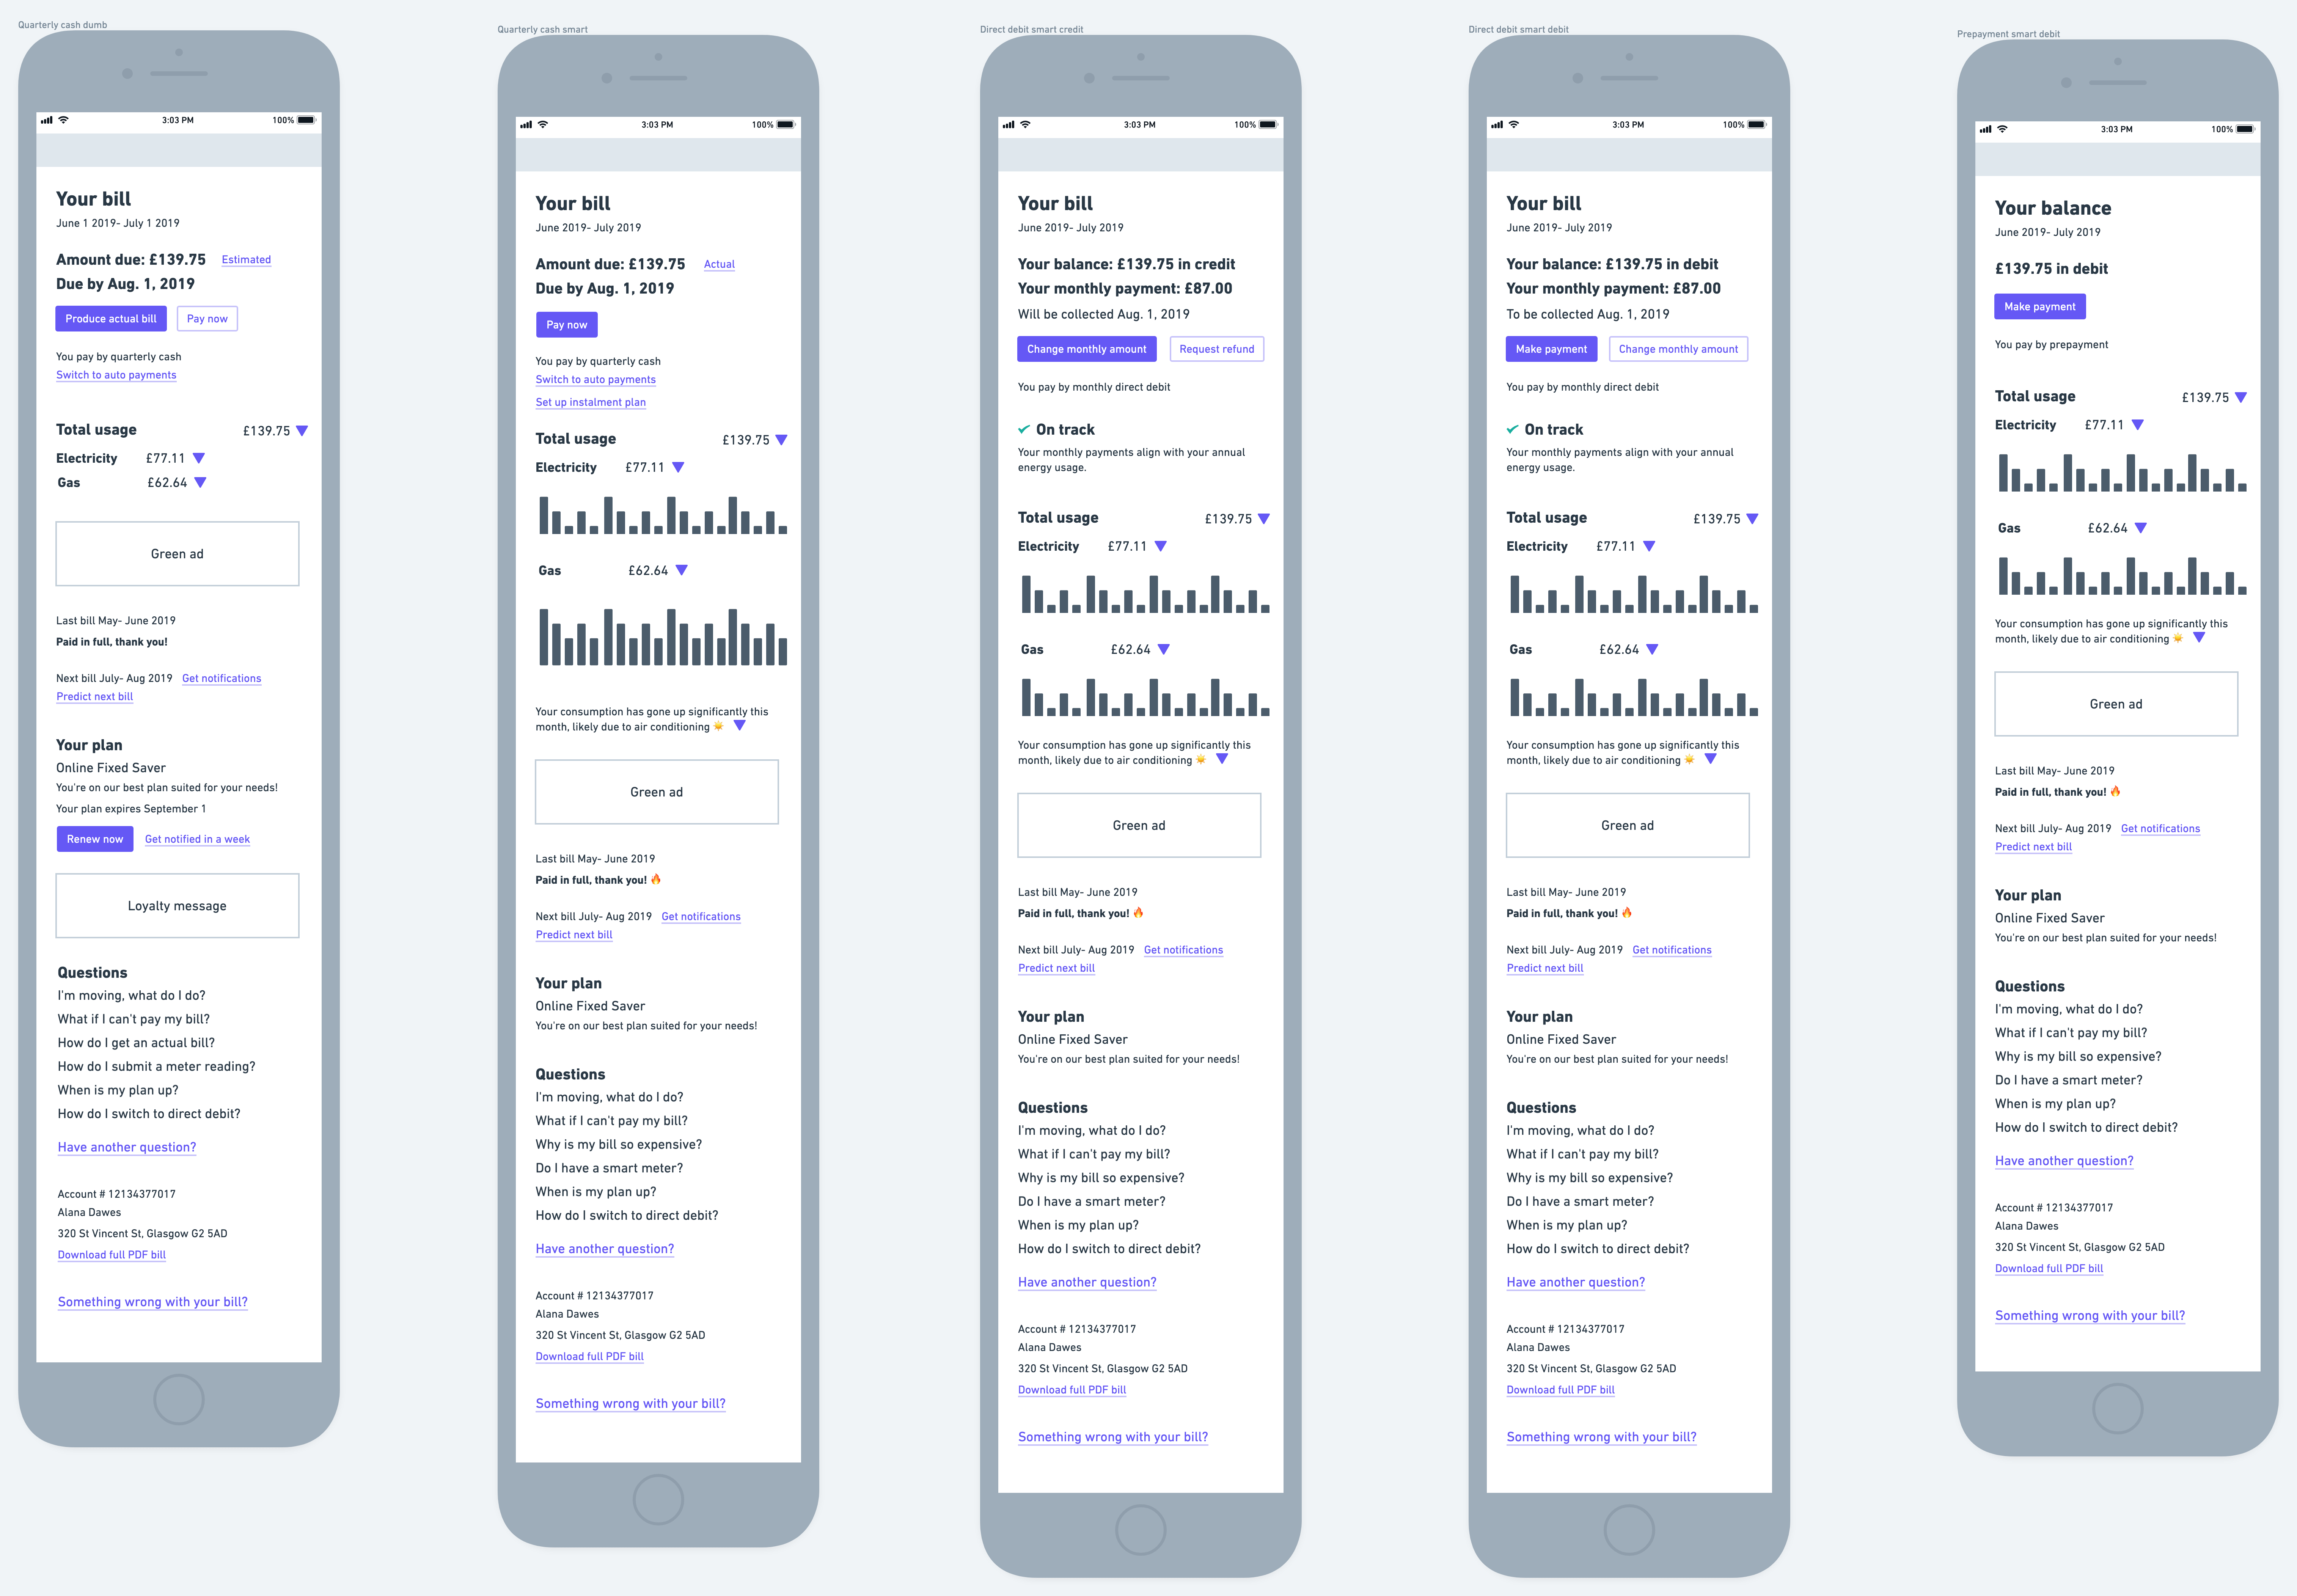 Quarterly cash dumb
3:03 PM
100%
Your bill
June 1 2019- July 1 2019
Amount due: £139.75 Estimated
Due by Aug. 1, 2019
Produce actual bill Pay now
You pay by quarterly cash
Switch to auto payments
Total usage £139.75
Electricity £77.11
Gas £62.64
Green ad
Last bill May- June 2019
Paid in full, thank you!
Next bill July- Aug 2019 Get notifications
Predict next bill
Your plan
Online Fixed Saver
You're on our best plan suited for your needs!
Your plan expires September 1
Renew now Get notified in a week
Loyalty message
Questions
I'm moving, what do I do?
What if I can't pay my bill?
How do I get an actual bill?
How do I submit a meter reading?
When is my plan up?
How do I switch to direct debit?
Have another question?
Account # 12134377017
Alana Dawes
320 St Vincent St, Glasgow G2 5AD
Download full PDF bill
Something wrong with your bill?
Quarterly cash smart
3:03 PM
100%
Your bill
June 2019- July 2019
Amount due: £139.75 Actual
Due by Aug. 1, 2019
Pay now
You pay by quarterly cash
Switch to auto payments
Set up instalment plan
Total usage £139.75
Electricity £77.11
Gas £62.64
Your consumption has gone up significantly this
month, likely due to air conditioning ☀️
Green ad
Last bill May- June 2019
Paid in full, thank you! 🔥
Next bill July- Aug 2019 Get notifications
Predict next bill
Your plan
Online Fixed Saver
You're on our best plan suited for your needs!
Questions
I'm moving, what do I do?
What if I can't pay my bill?
Why is my bill so expensive?
Do I have a smart meter?
When is my plan up?
How do I switch to direct debit?
Have another question?
Account # 12134377017
Alana Dawes
320 St Vincent St, Glasgow G2 5AD
Download full PDF bill
Something wrong with your bill?
Direct debit smart credit
3:03 PM
100%
Your bill
June 2019- July 2019
Your balance: £139.75 in credit
Your monthly payment: £87.00
Will be collected Aug. 1, 2019
Change monthly amount Request refund
You pay by monthly direct debit
On track
Your monthly payments align with your annual
energy usage.
Total usage £139.75
Electricity £77.11
Gas £62.64
Your consumption has gone up significantly this
month, likely due to air conditioning ☀️
Green ad
Last bill May- June 2019
Paid in full, thank you! 🔥
Next bill July- Aug 2019 Get notifications
Predict next bill
Your plan
Online Fixed Saver
You're on our best plan suited for your needs!
Questions
I'm moving, what do I do?
What if I can't pay my bill?
Why is my bill so expensive?
Do I have a smart meter?
When is my plan up?
How do I switch to direct debit?
Have another question?
Account # 12134377017
Alana Dawes
320 St Vincent St, Glasgow G2 5AD
Download full PDF bill
Something wrong with your bill?
Direct debit smart debit
3:03 PM
100%
Your bill
June 2019- July 2019
Your balance: £139.75 in debit
Your monthly payment: £87.00
To be collected Aug. 1, 2019
Make payment Change monthly amount
You pay by monthly direct debit
On track
Your monthly payments align with your annual
energy usage.
Total usage £139.75
Electricity £77.11
Gas £62.64
Your consumption has gone up significantly this
month, likely due to air conditioning ☀️
Green ad
Last bill May- June 2019
Paid in full, thank you! 🔥
Next bill July- Aug 2019 Get notifications
Predict next bill
Your plan
Online Fixed Saver
You're on our best plan suited for your needs!
Questions
I'm moving, what do I do?
What if I can't pay my bill?
Why is my bill so expensive?
Do I have a smart meter?
When is my plan up?
How do I switch to direct debit?
Have another question?
Account # 12134377017
Alana Dawes
320 St Vincent St, Glasgow G2 5AD
Download full PDF bill
Something wrong with your bill?
Prepayment smart debit
3:03 PM
100%
Your balance
June 2019- July 2019
£139.75 in debit
Make payment
You pay by prepayment
Total usage £139.75
Electricity £77.11
Gas £62.64
Your consumption has gone up significantly this
month, likely due to air conditioning ☀️
Green ad
Last bill May- June 2019
Paid in full, thank you! 🔥
Next bill July- Aug 2019 Get notifications
Predict next bill
Your plan
Online Fixed Saver
You're on our best plan suited for your needs!
Questions
I'm moving, what do I do?
What if I can't pay my bill?
Why is my bill so expensive?
Do I have a smart meter?
When is my plan up?
How do I switch to direct debit?
Have another question?
Account # 12134377017
Alana Dawes
320 St Vincent St, Glasgow G2 5AD
Download full PDF bill
Something wrong with your bill?